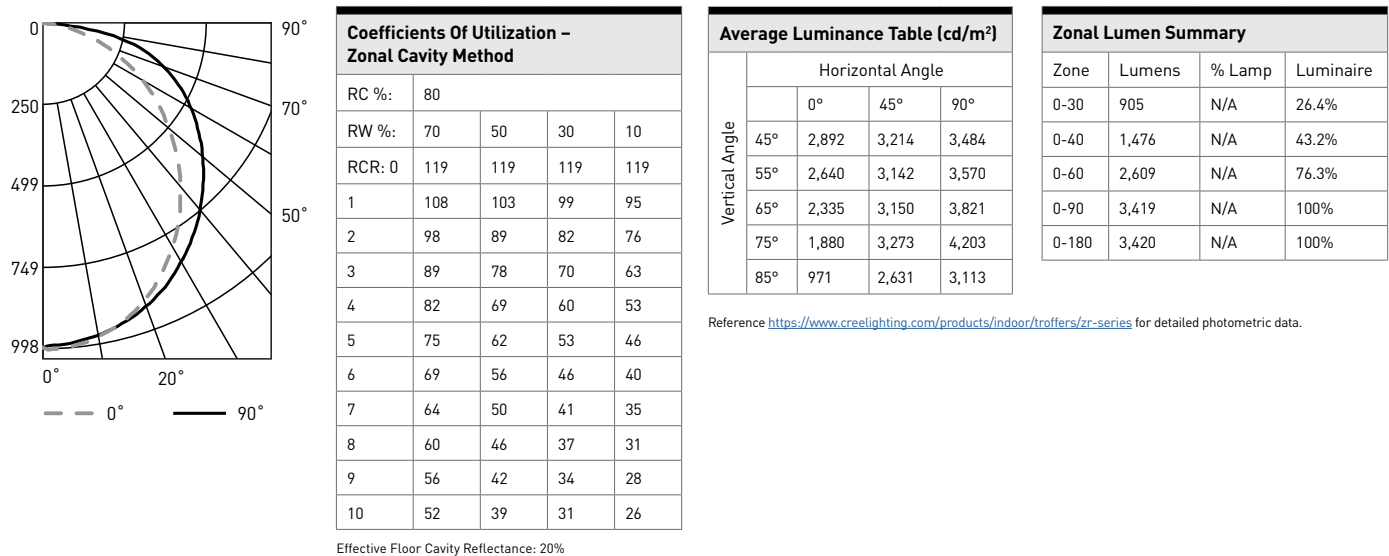 0
250
499
749
998
90°
70°
50°
0°
20°
0°
90°
Coefficients Of Utilization –
Zonal Cavity Method
RC %: 80
RW %: 70 50 30 10
RCR: 0 119 119 119 119
1 108 103 99 95
2 98 89 82 76
3 89 78 70 63
4 82 69 60 53
5 75 62 53 46
6 69 56 46 40
7 64 50 41 35
8 60 46 37 31
9 56 42 34 28
10 52 39 31 26
Effective Floor Cavity Reflectance: 20%
Average Luminance Table (cd/m²)
Vertical Angle
Horizontal Angle
0° 45° 90°
45° 2,892 3,214 3,484
55° 2,640 3,142 3,570
65° 2,335 3,150 3,821
75° 1,880 3,273 4,203
85° 971 2,631 3,113
Reference https://www.creelighting.com/products/indoor/troffers/zr-series for detailed photometric data.
Zonal Lumen Summary
Zone Lumens % Lamp Luminaire
0-30 905 N/A 26.4%
0-40 1,476 N/A 43.2%
0-60 2,609 N/A 76.3%
0-90 3,419 N/A 100%
0-180 3,420 N/A 100%